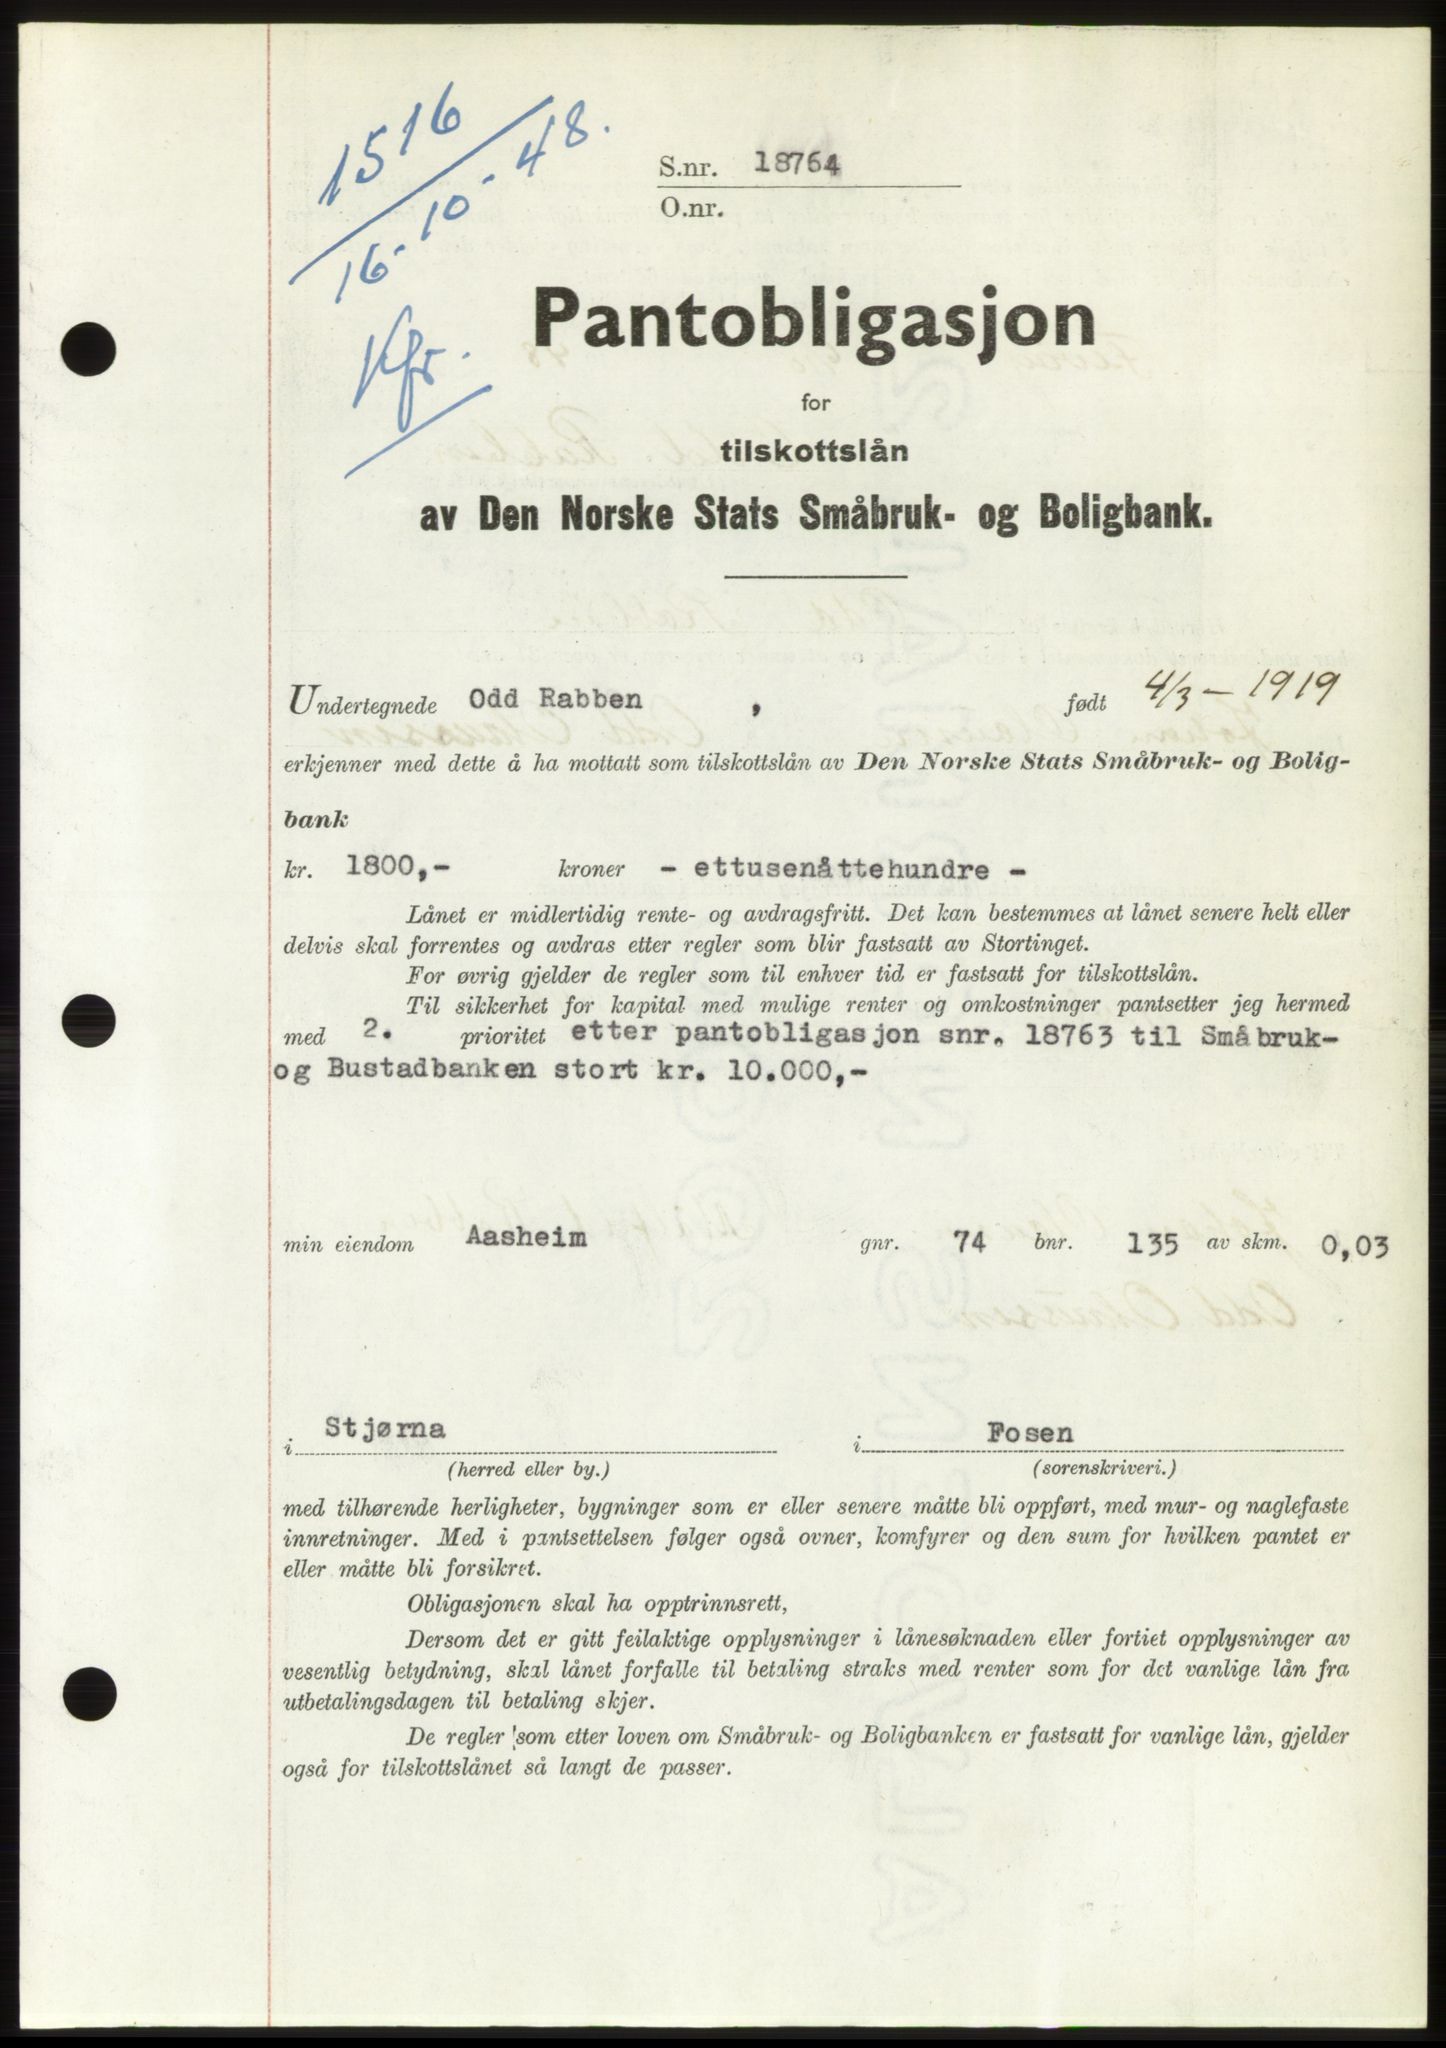 1516
16.-10-48.
Kfr.
S.nr. 18764
O.nr.
Pantobligasjon
for
tilskottslån
av Den Norske Stats Småbruk- og Boligbank.
Undertegnede Odd Rabben , født 4/3 - 1919
erkjenner med dette å ha mottatt som tilskottslån av Den Norske Stats Småbruk- og Bolig-
bank
kr. 1800,- kroner - ettusenåttehundre -
Lånet er midlertidig rente- og avdragsfritt. Det kan bestemmes at lånet senere helt eller
delvis skal forrentes og avdras etter regler som blir fastsatt av Stortinget.
For øvrig gjelder de regler som til enhver tid er fastsatt for tilskottslån.
Til sikkerhet for kapital med mulige renter og omkostninger pantsetter jeg hermed
med 2. prioritet etter pantobligasjon snr. 18763 til Småbruk-
og Bustadbanken stort kr. 10.000,-
min eiendom Aasheim gnr. 74 bnr. 135 av skm. 0,03
i Stjørna i Fosen
(herred eller by.) (sorenskriveri.)
med tilhørende herligheter, bygninger som er eller senere måtte bli oppført, med mur- og naglefaste
innretninger. Med i pantsettelsen følger også ovner, komfyrer og den sum for hvilken pantet er
eller måtte bli forsikret.
Obligasjonen skal ha opptrinnsrett,
Dersom det er gitt feilaktige opplysninger i lånesøknaden eller fortiet opplysninger av
vesentlig betydning, skal lånet forfalle til betaling straks med renter som for det vanlige lån fra
utbetalingsdagen til betaling skjer.
De regler som etter loven om Småbruk- og Boligbanken er fastsatt for vanlige lån, gjelder
også for tilskottslånet så langt de passer.